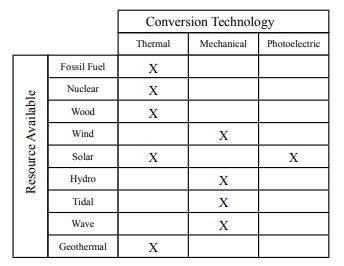 Conversion Technology
Thermal Mechanical Photoelectric
Resource Available
Fossil Fuel X
Nuclear X
Wood X
Wind X
Solar X X
Hydro X
Tidal X
Wave X
Geothermal X